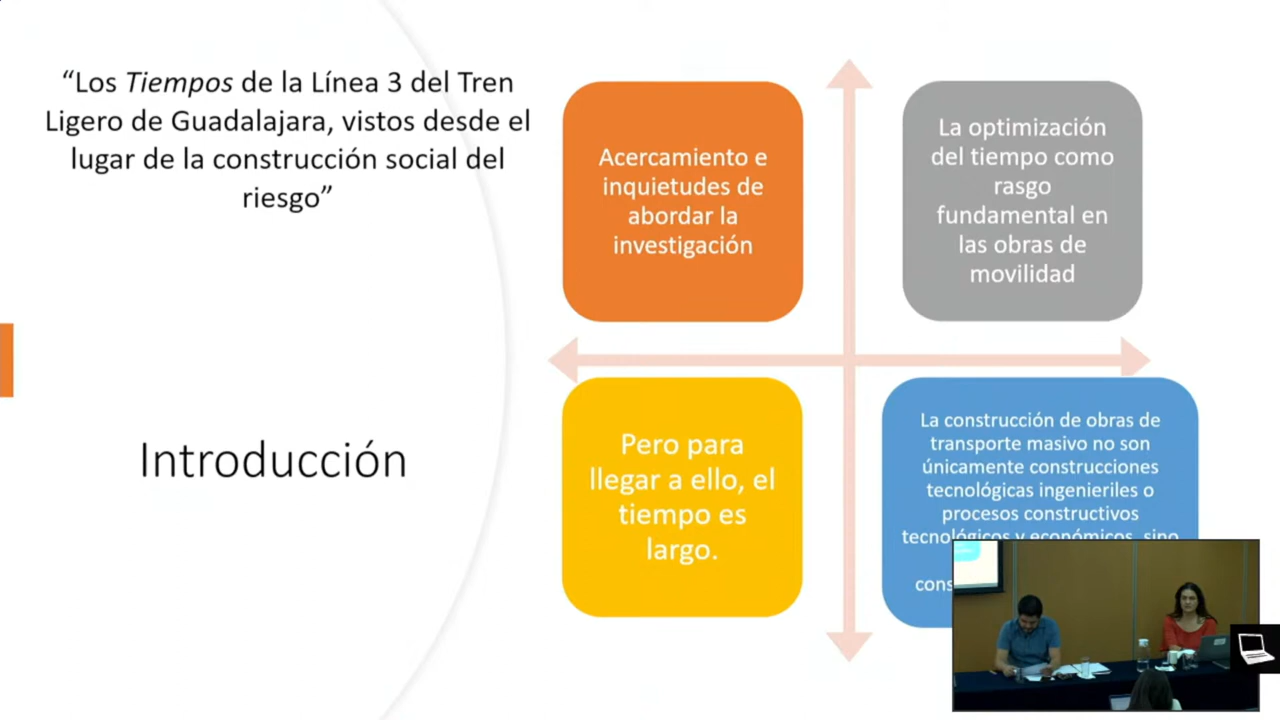 “Los Tiempos de la Línea 3 del Tren
Ligero de Guadalajara, vistos desde el
lugar de la construcción social del
riesgo”
Introducción
Acercamiento e
inquietudes de
abordar la
investigación
La optimización
del tiempo como
rasgo
fundamental en
las obras de
movilidad
Pero para
llegar a ello, el
tiempo es
largo.
La construcción de obras de
transporte masivo no son
únicamente construcciones
tecnológicas ingenieriles o
procesos constructivos
tecnológicos y económicos, sino